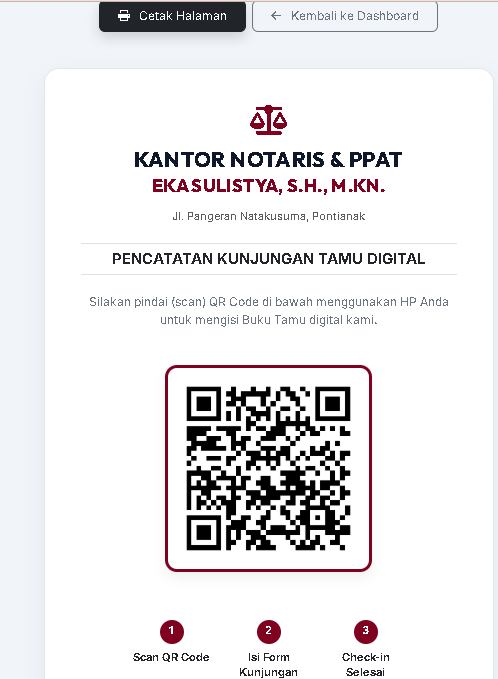 Cetak Halaman
Kembali ke Dashboard
KANTOR NOTARIS & PPAT
EKA SULISTYA, S.H., M.KN.
Jl. Pangeran Natakusuma, Pontianak
PENCATATAN KUNJUNGAN TAMU DIGITAL
Silakan pindai (scan) QR Code di bawah menggunakan HP Anda
untuk mengisi Buku Tamu digital kami.
1
2
3
Scan QR Code
Isi Form
Kunjungan
Check-in
Selesai